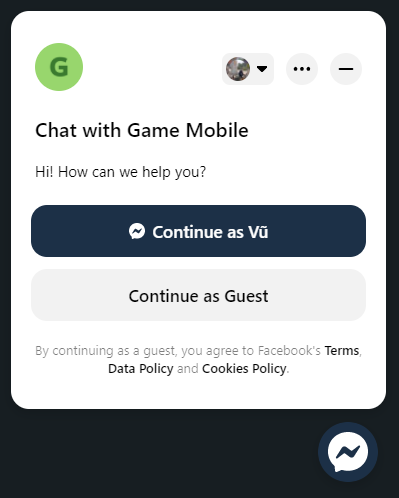 G
Chat with Game Mobile
Hi! How can we help you?
Continue as Vũ
Continue as Guest
By continuing as a guest, you agree to Facebook's Terms,
Data Policy and Cookies Policy.